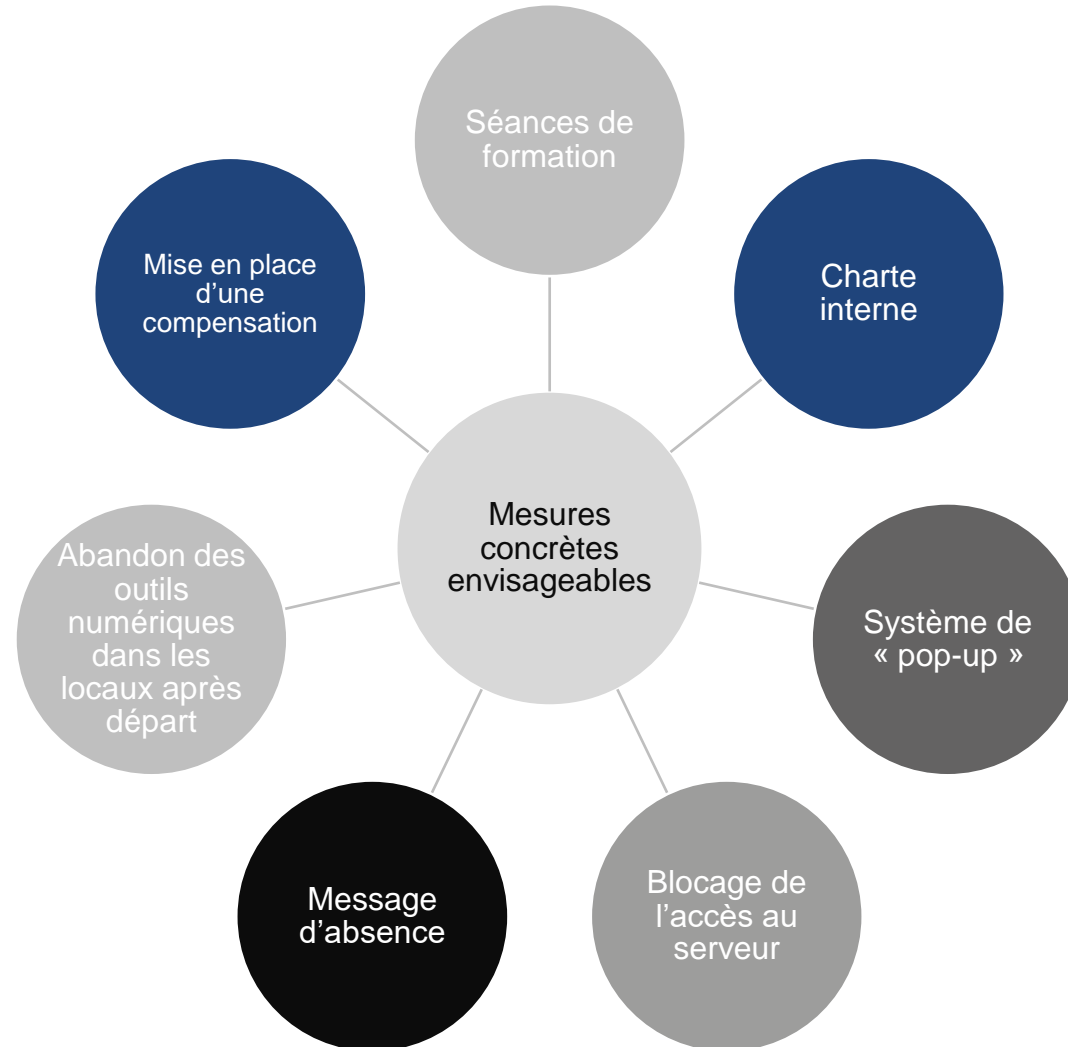 Séances de
formation
Charte
interne
Système de
« pop-up »
Blocage de
l’accès au
serveur
Message
d’absence
Abandon des
outils
numériques
dans les
locaux après
départ
Mise en place
d’une
compensation
Mesures
concrètes
envisageables